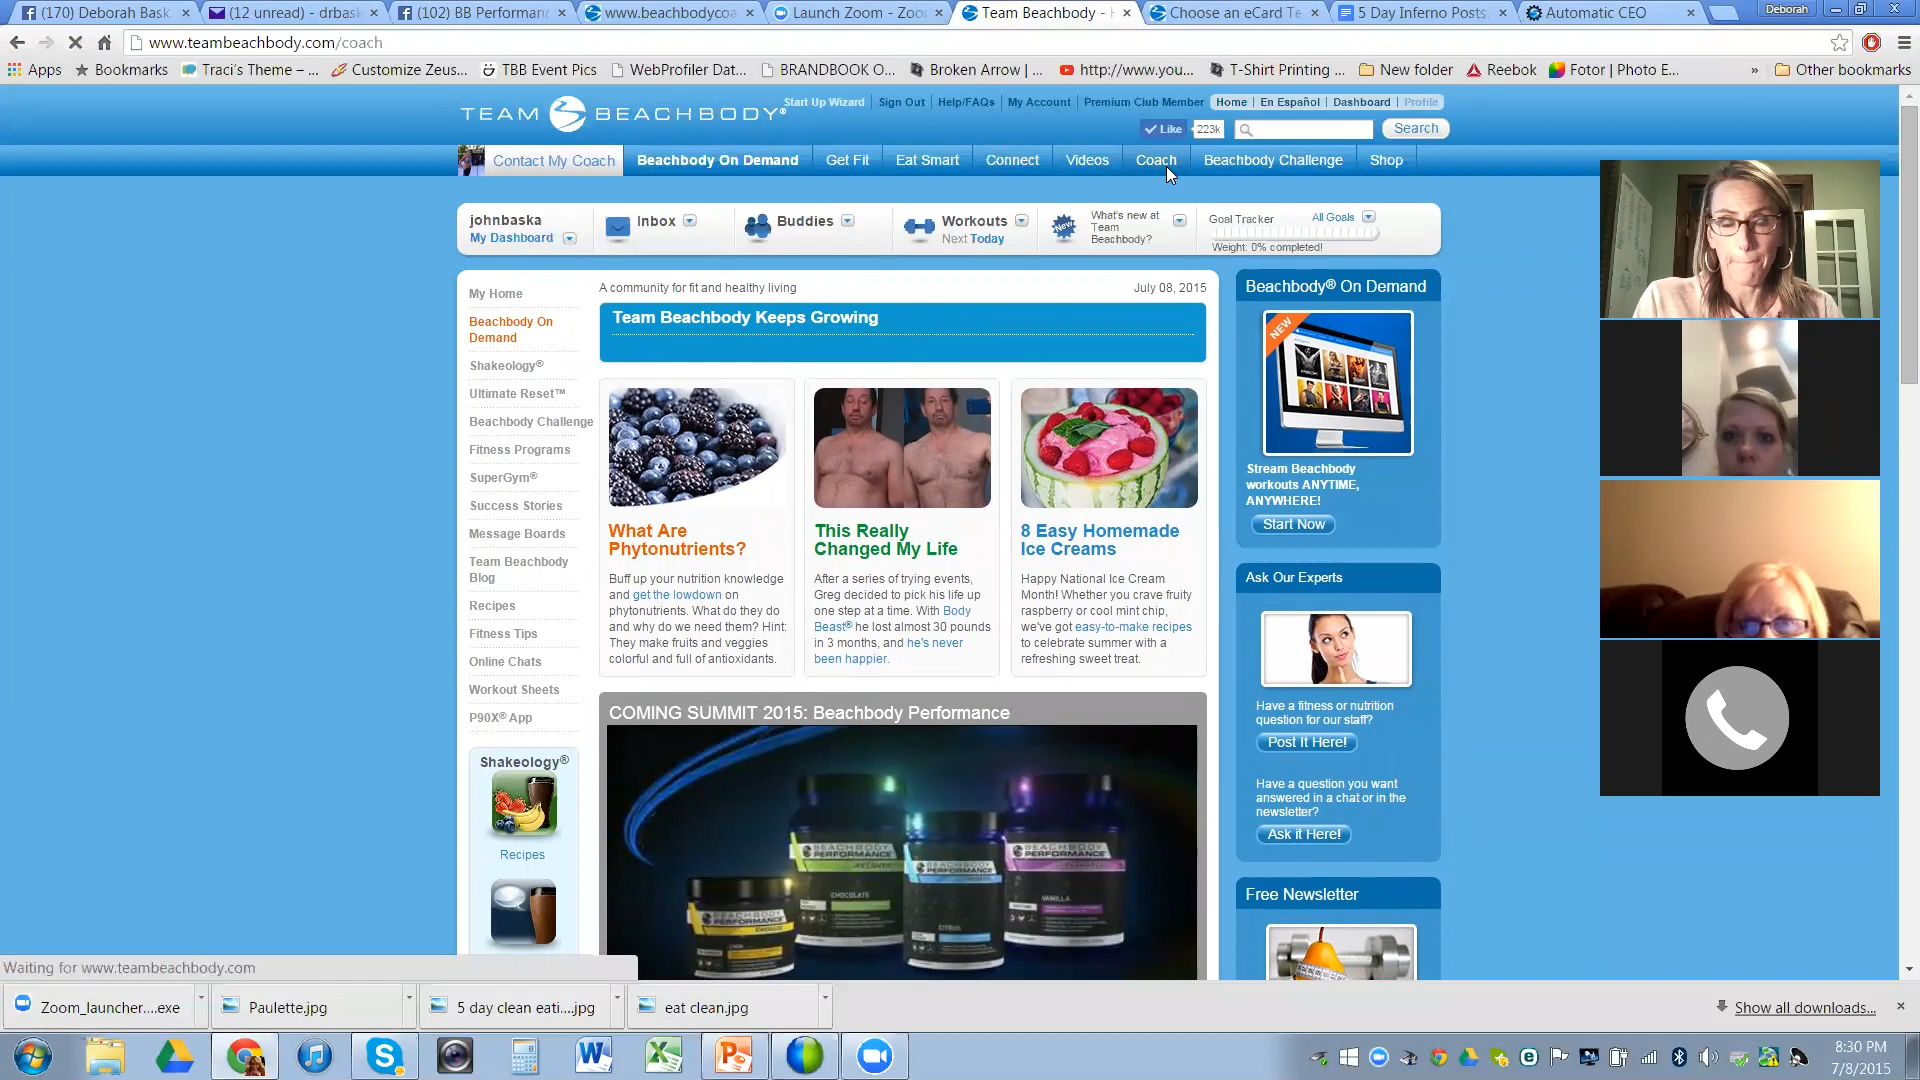 (170) Deborah Bask
(12 unread) - drbask
(102) BB Performan
www.beachbodycoa
Launch Zoom - Zoo
Team Beachbody - H
Choose an eCard Te
5 Day Inferno Posts
Automatic CEO
Deborah
www.teambeachbody.com/coach
Apps
Bookmarks
Traci's Theme – ...
Customize Zeus...
TBB Event Pics
WebProfiler Dat...
BRANDBOOK O...
Broken Arrow | ...
http://www.you...
T-Shirt Printing ...
New folder
Reebok
Fotor | Photo E...
»
Other bookmarks
TEAM BEACHBODY®
Start Up Wizard
Sign Out
Help/FAQs
My Account
Premium Club Member
Home
En Español
Dashboard
Profile
Like
223k
Search
Contact My Coach
Beachbody On Demand
Get Fit
Eat Smart
Connect
Videos
Coach
Beachbody Challenge
Shop
johnbaska
My Dashboard
Inbox
Buddies
Workouts
Next Today
New
What's new at
Team
Beachbody?
Goal Tracker
All Goals
Weight: 0% completed!
My Home
Beachbody On
Demand
Shakeology®
Ultimate Reset™
Beachbody Challenge
Fitness Programs
SuperGym®
Success Stories
Message Boards
Team Beachbody
Blog
Recipes
Fitness Tips
Online Chats
Workout Sheets
P90X® App
Shakeology®
Recipes
A community for fit and healthy living
July 08, 2015
Team Beachbody Keeps Growing
What Are
Phytonutrients?
Buff up your nutrition knowledge
and get the lowdown on
phytonutrients. What do they do
and why do we need them? Hint:
They make fruits and veggies
colorful and full of antioxidants.
This Really
Changed My Life
After a series of trying events,
Greg decided to pick his life up
one step at a time. With Body
Beast® he lost almost 30 pounds
in 3 months, and he's never
been happier.
8 Easy Homemade
Ice Creams
Happy National Ice Cream
Month! Whether you crave fruity
raspberry or cool mint chip,
we've got easy-to-make recipes
to celebrate summer with a
refreshing sweet treat.
COMING SUMMIT 2015: Beachbody Performance
BEACHBODY
PERFORMANCE
CHOCOLATE
BEACHBODY
PERFORMANCE
CITRUS
BEACHBODY
PERFORMANCE
VANILLA
BEACHBODY
PERFORMANCE
Beachbody® On Demand
NEW
Stream Beachbody
workouts ANYTIME,
ANYWHERE!
Start Now
Ask Our Experts
Have a fitness or nutrition
question for our staff?
Post It Here!
Have a question you want
answered in a chat or in the
newsletter?
Ask it Here!
Free Newsletter
Waiting for www.teambeachbody.com
Zoom_launcher....exe
Paulette.jpg
5 day clean eati....jpg
eat clean.jpg
Show all downloads...
8:30 PM
7/8/2015